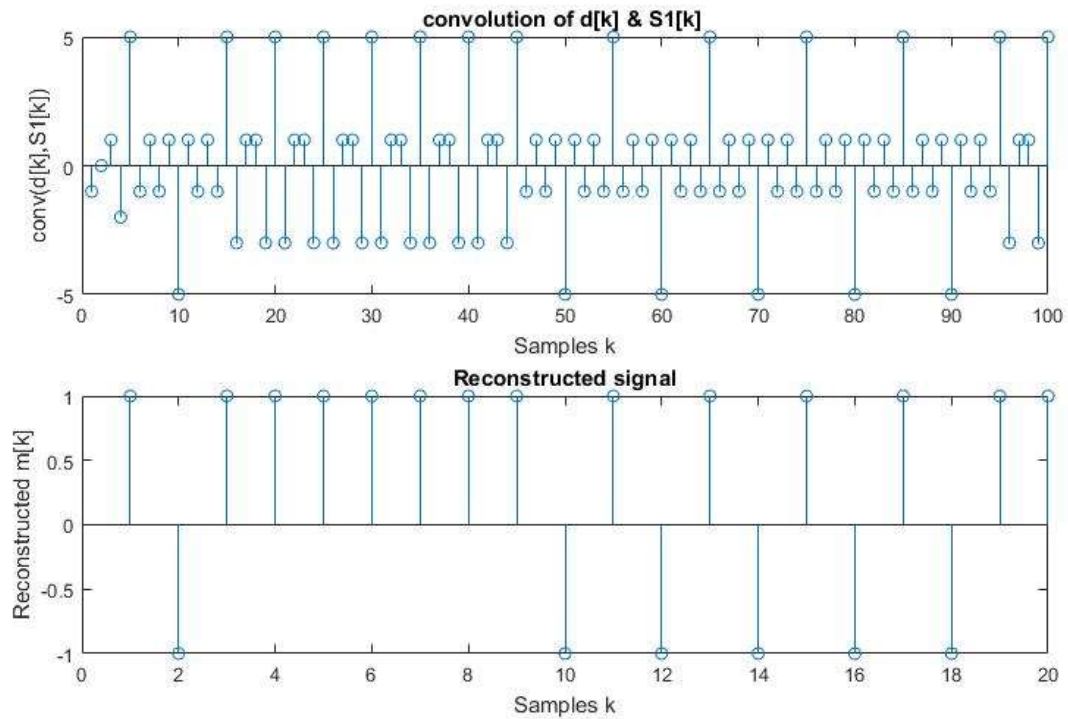 convolution of d[k] & S1[k]
conv(d[k],S1[k])
5
0
-5
0 10 20 30 40 50 60 70 80 90 100
Samples k
Reconstructed signal
Reconstructed m[k]
1
0.5
0
-0.5
-1
0 2 4 6 8 10 12 14 16 18 20
Samples k